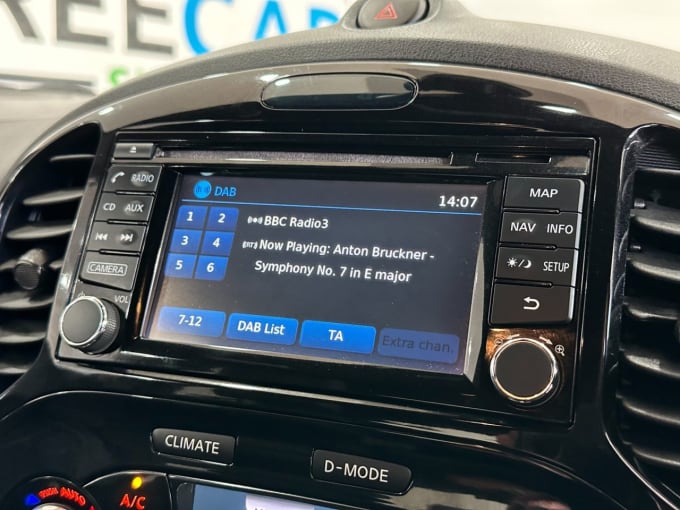 REECAR
S
DAB
14:07
1 2
3 4
5 6
BBC Radio3
Now Playing: Anton Bruckner -
Symphony No. 7 in E major
7-12
DAB List
TA
Extra chan.
RADIO
CD AUX
CAMERA
VOL
MAP
NAV INFO
SETUP
CLIMATE
D-MODE
AUTO
A/C